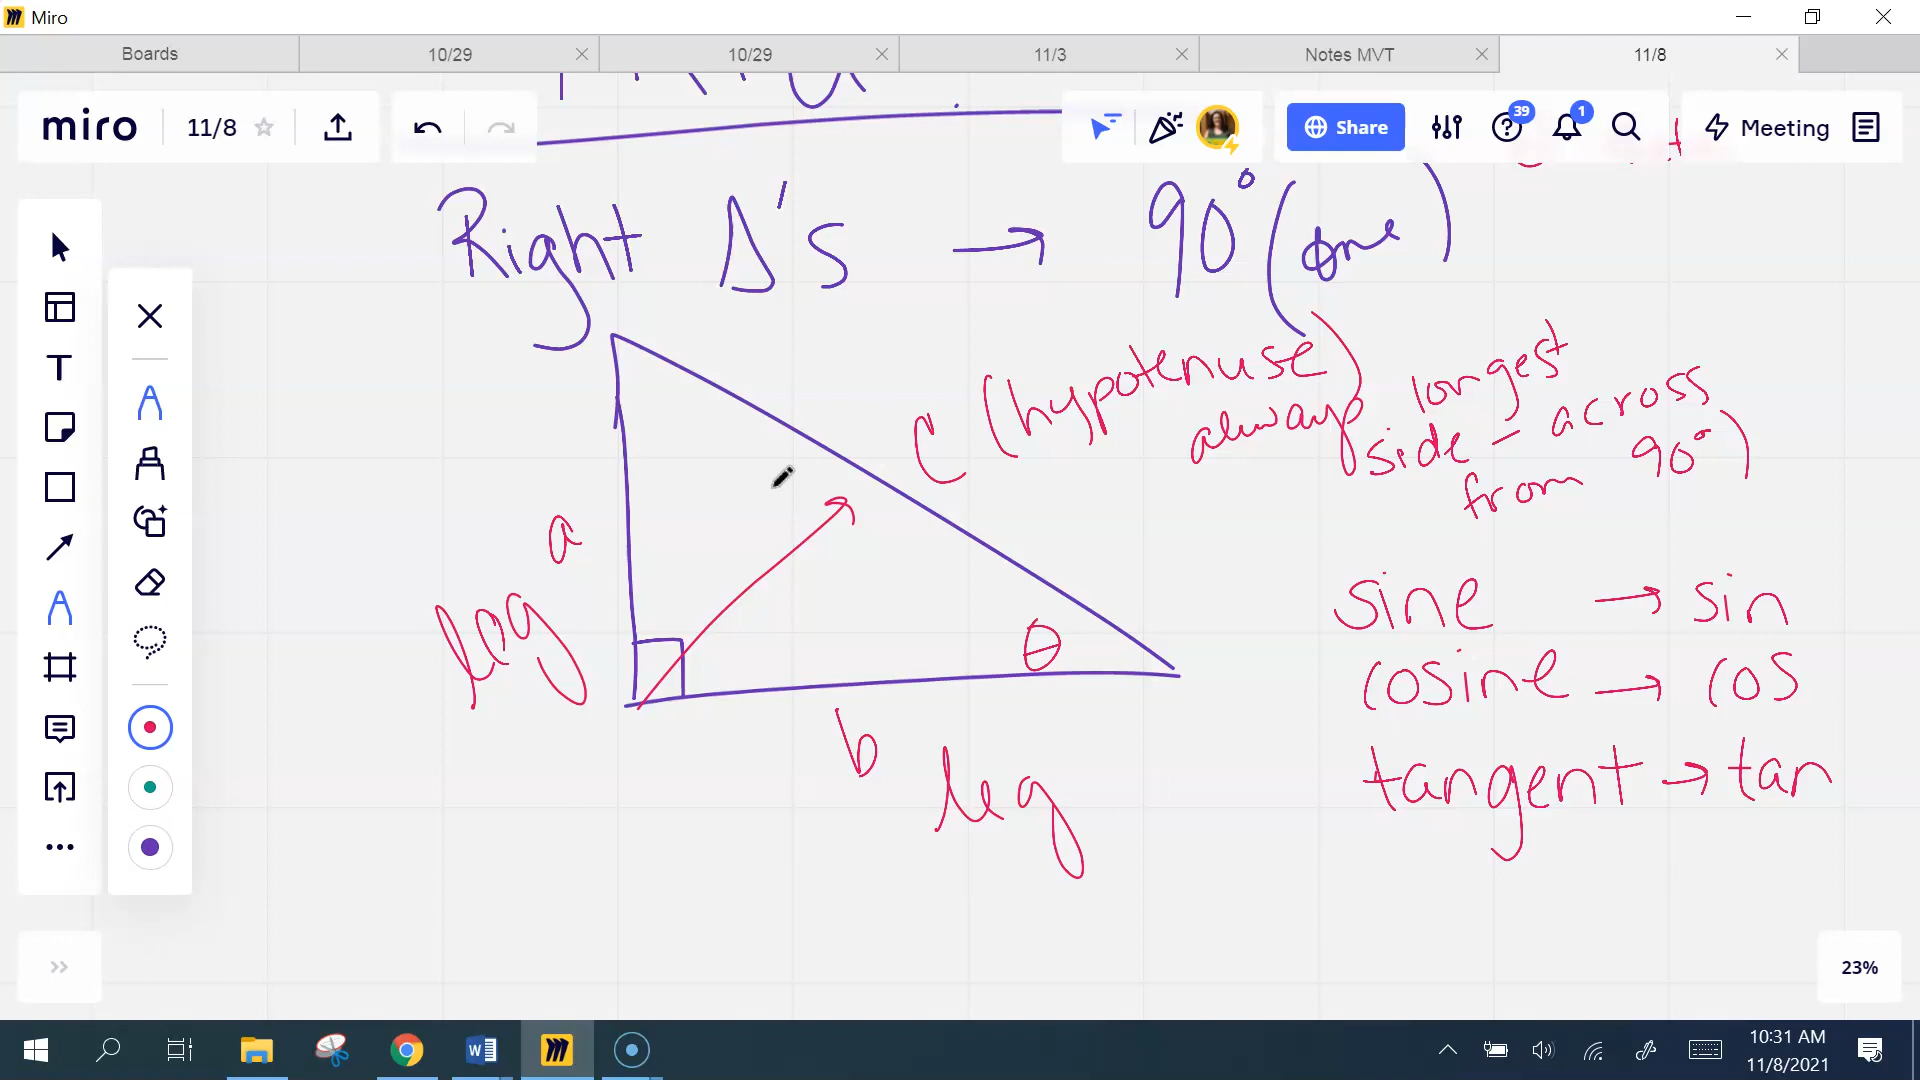 Miro
Boards
10/29
10/29
11/3
Notes MVT
11/8
miro
11/8
Share
39
1
Meeting
Right Δ's → 90° (one)
C (hypotenuse)
always longest
side - across
from 90°)
a
leg
θ
b
leg
sine → sin
cosine → cos
tangent → tan
T
23%
10:31 AM
11/8/2021